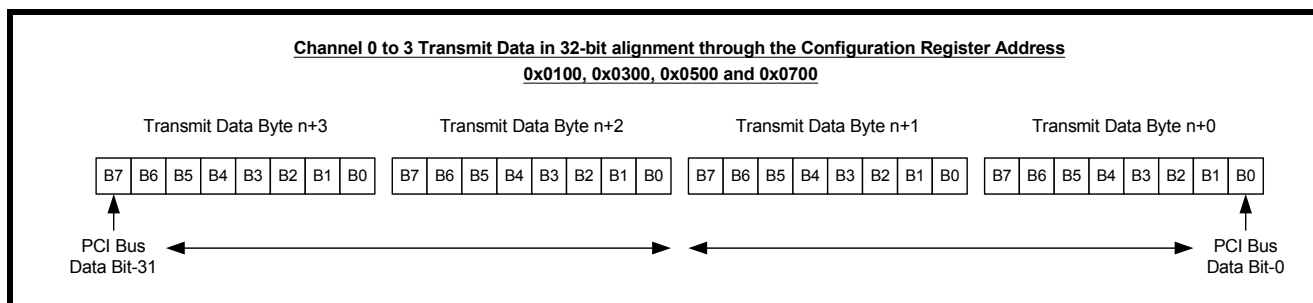 Channel 0 to 3 Transmit Data in 32-bit alignment through the Configuration Register Address
0x0100, 0x0300, 0x0500 and 0x0700
Transmit Data Byte n+3 Transmit Data Byte n+2 Transmit Data Byte n+1 Transmit Data Byte n+0
B7 B6 B5 B4 B3 B2 B1 B0 B7 B6 B5 B4 B3 B2 B1 B0 B7 B6 B5 B4 B3 B2 B1 B0 B7 B6 B5 B4 B3 B2 B1 B0
PCI Bus PCI Bus
Data Bit-31 Data Bit-0